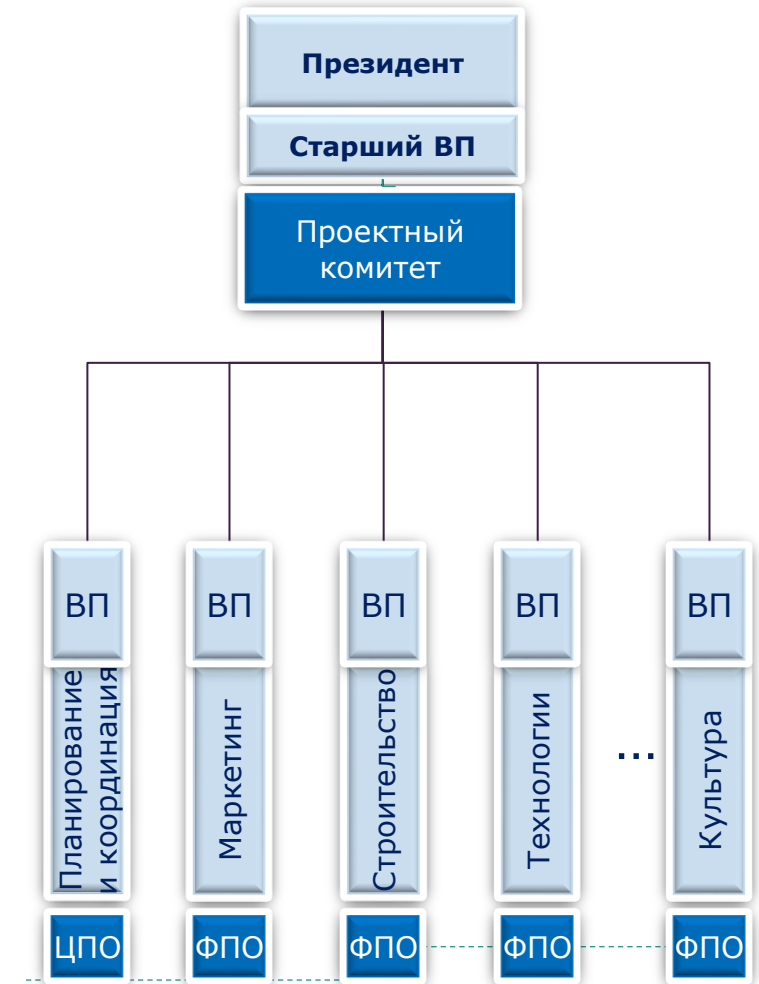 Президент
Старший ВП
Проектный
комитет
ВП
ВП
ВП
ВП
ВП
Планирование
и координация
Маркетинг
Строительство
Технологии
...
Культура
ЦПО
ФПО
ФПО
ФПО
ФПО